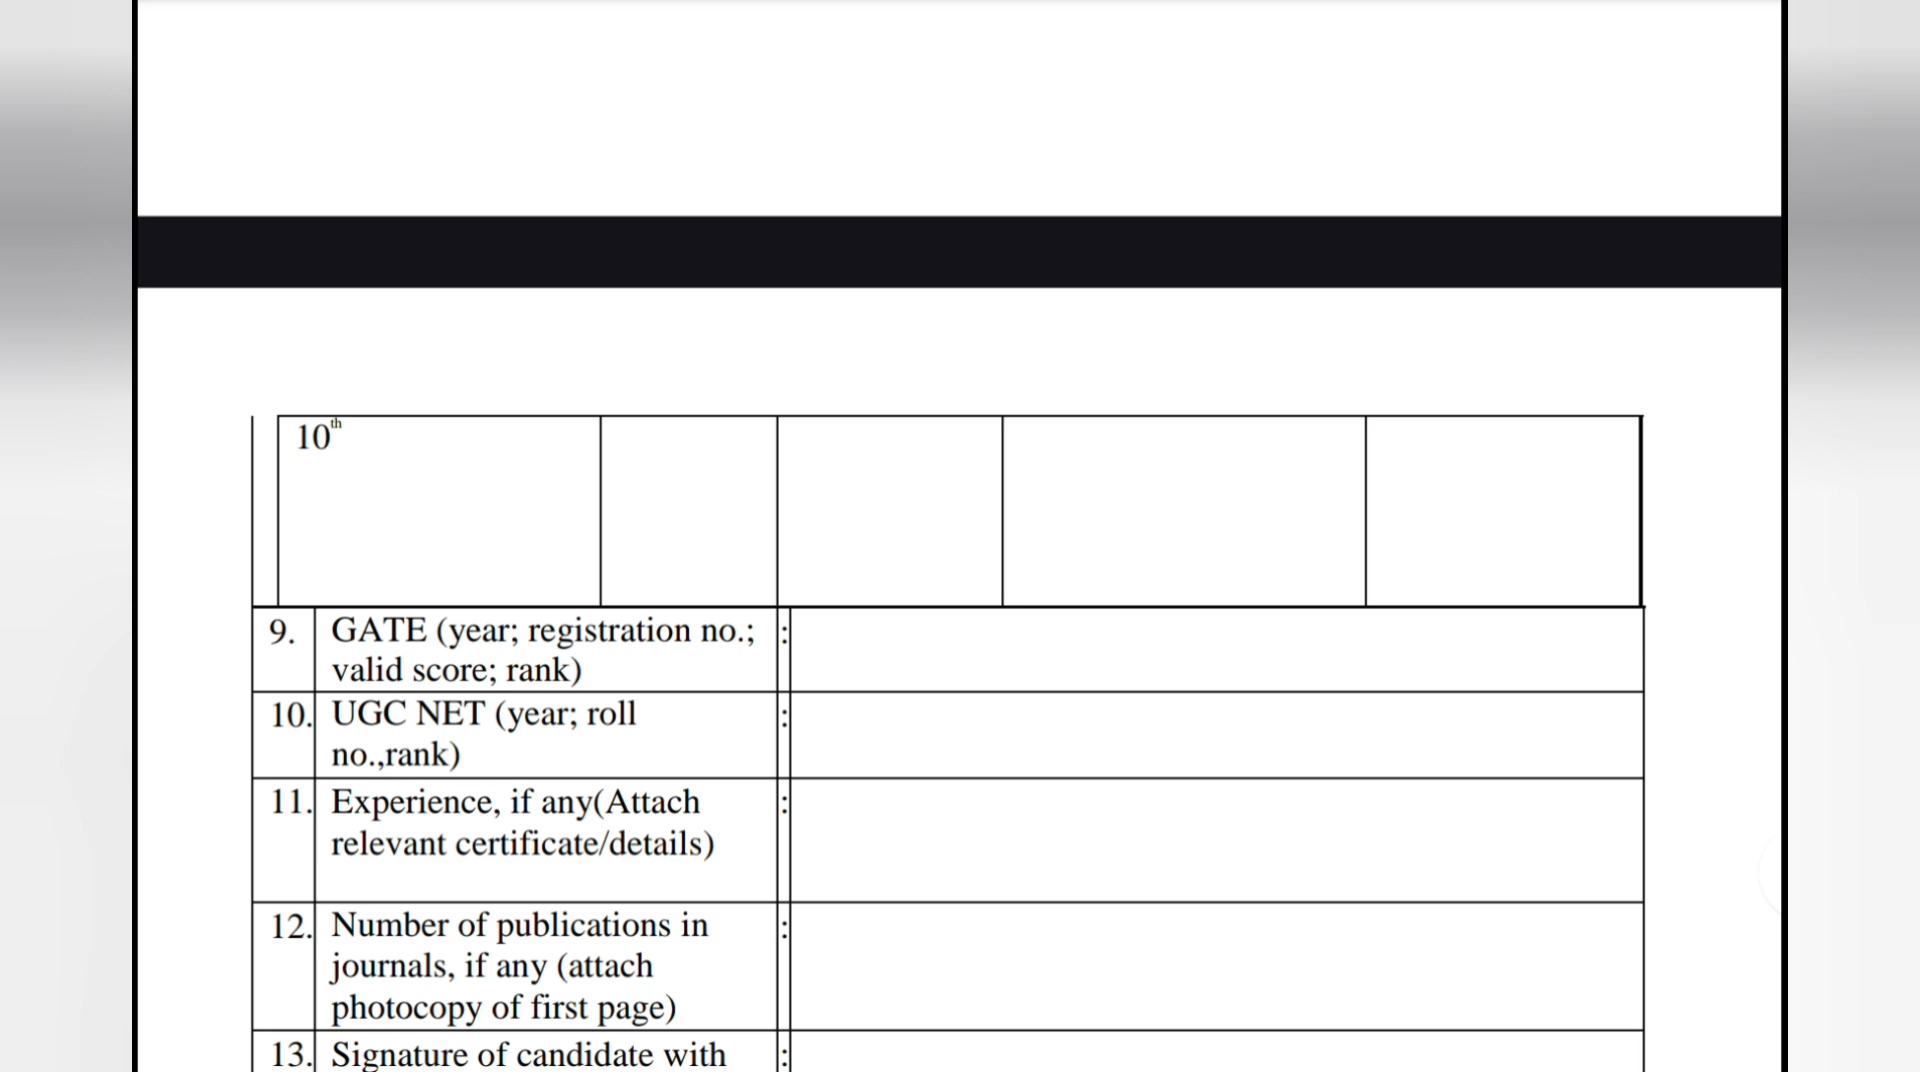 10th
9. GATE (year; registration no.; :
valid score; rank)
10. UGC NET (year; roll :
no.,rank)
11. Experience, if any(Attach :
relevant certificate/details)
12. Number of publications in :
journals, if any (attach
photocopy of first page)
13. Signature of candidate with :